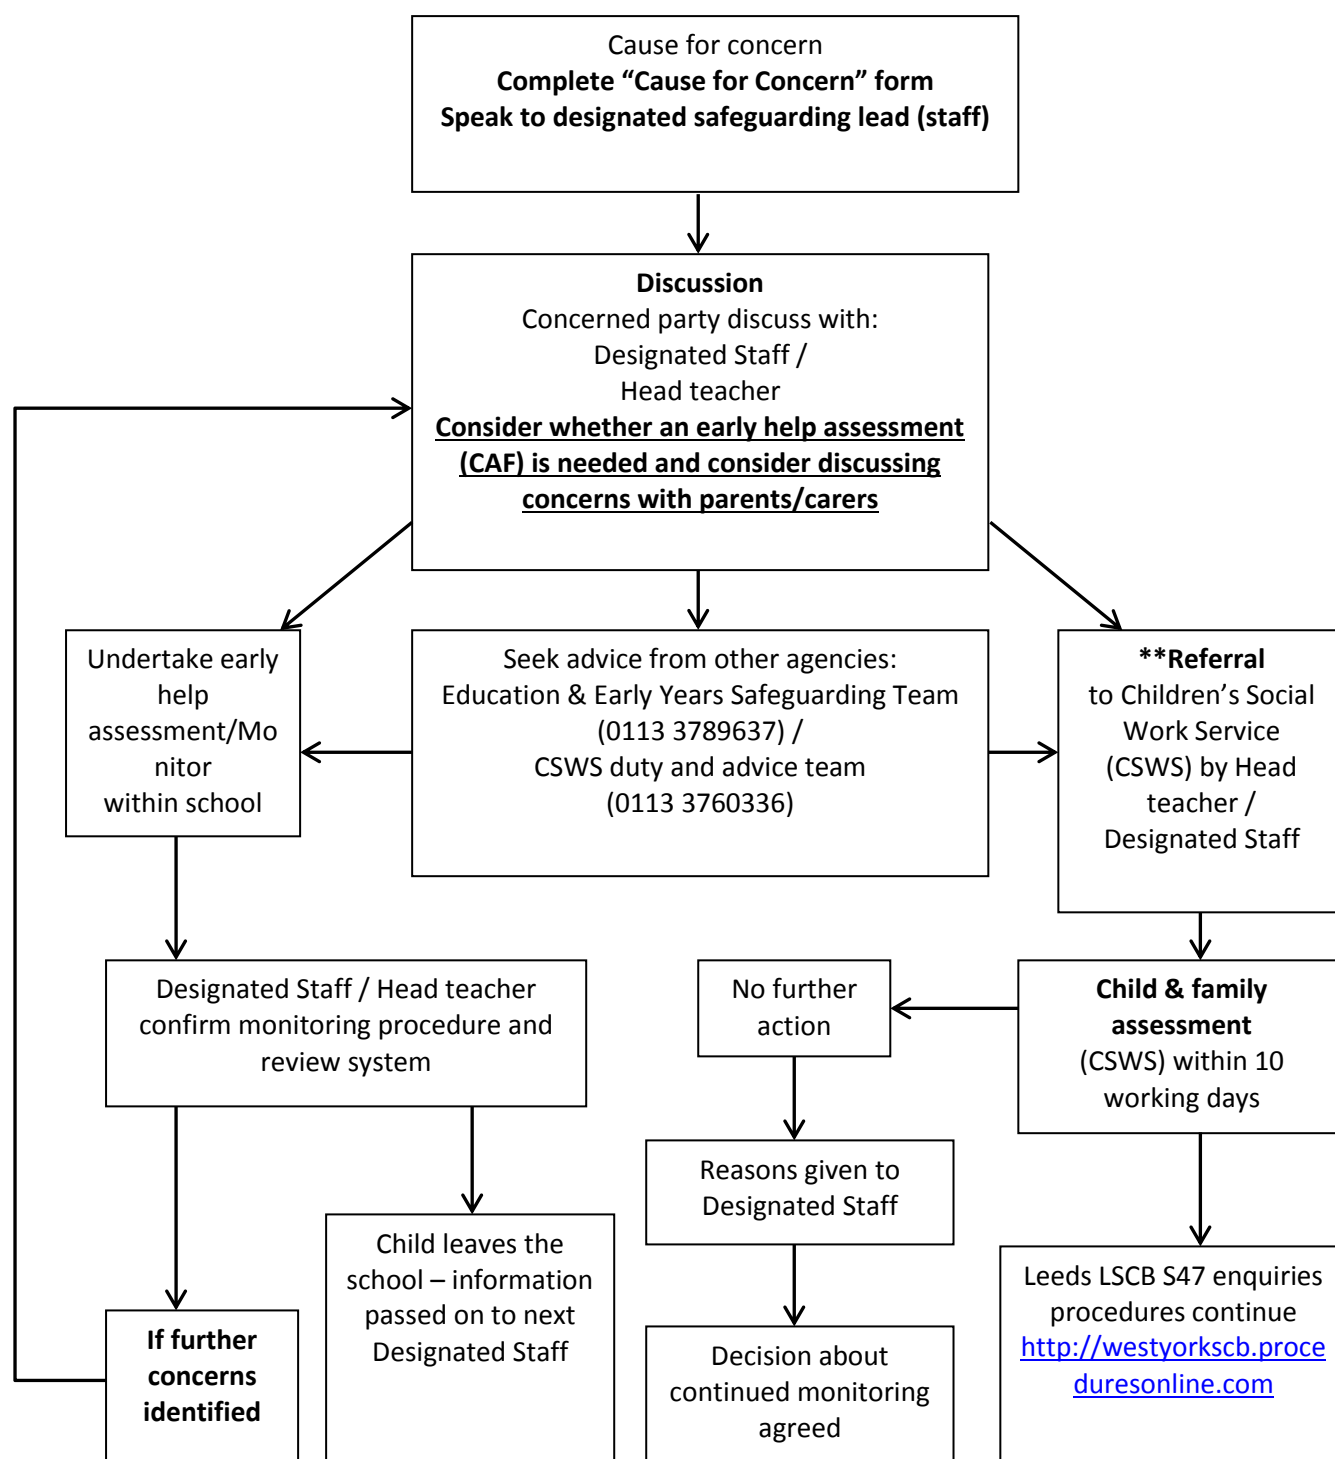 Cause for concern
Complete “Cause for Concern” form
Speak to designated safeguarding lead (staff)
Discussion
Concerned party discuss with:
Designated Staff /
Head teacher
Consider whether an early help assessment
(CAF) is needed and consider discussing
concerns with parents/carers
Undertake early
help
assessment/Mo
nitor
within school
Seek advice from other agencies:
Education & Early Years Safeguarding Team
(0113 3789637) /
CSWS duty and advice team
(0113 3760336)
**Referral
to Children’s Social
Work Service
(CSWS) by Head
teacher /
Designated Staff
Designated Staff / Head teacher
confirm monitoring procedure and
review system
No further
action
Child & family
assessment
(CSWS) within 10
working days
Reasons given to
Designated Staff
Child leaves the
school – information
passed on to next
Designated Staff
Leeds LSCB S47 enquiries
procedures continue
http://westyorkscb.proce
duresonline.com
If further
concerns
identified
Decision about
continued monitoring
agreed